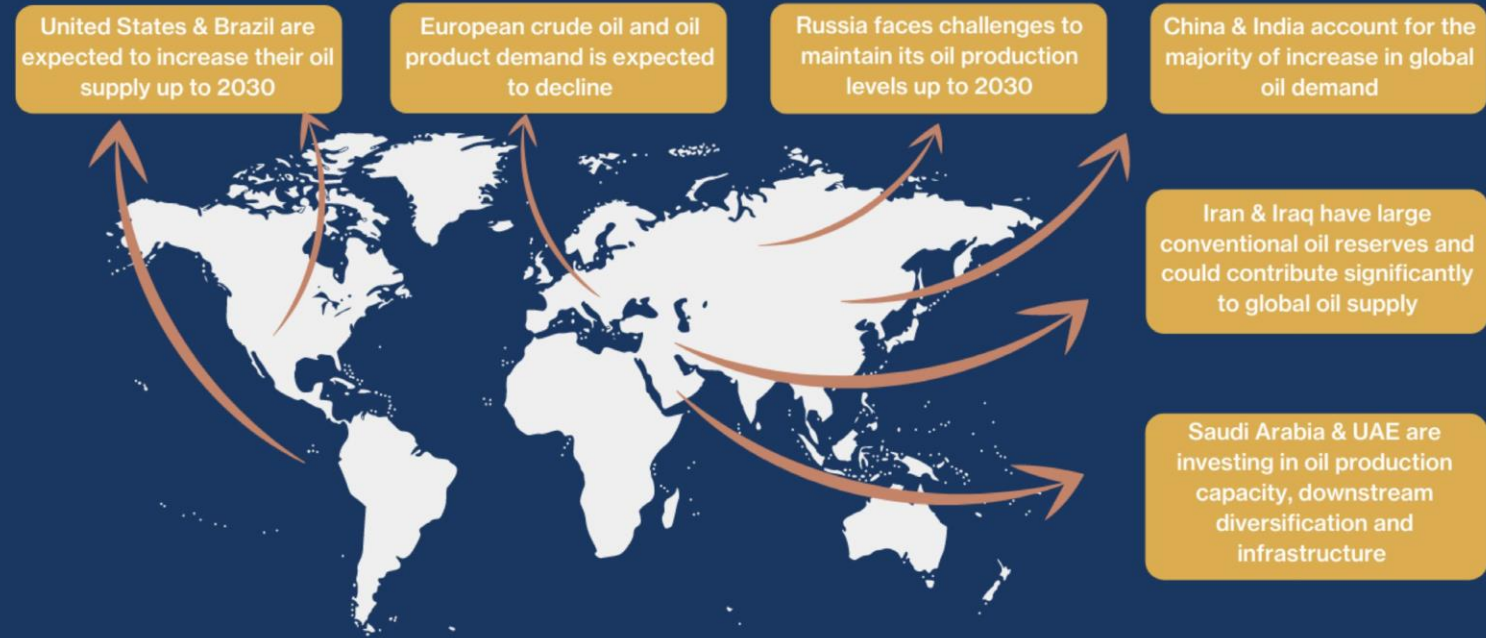 United States & Brazil are
expected to increase their oil
supply up to 2030
European crude oil and oil
product demand is expected
to decline
Russia faces challenges to
maintain its oil production
levels up to 2030
China & India account for the
majority of increase in global
oil demand
Iran & Iraq have large
conventional oil reserves and
could contribute significantly
to global oil supply
Saudi Arabia & UAE are
investing in oil production
capacity, downstream
diversification and
infrastructure